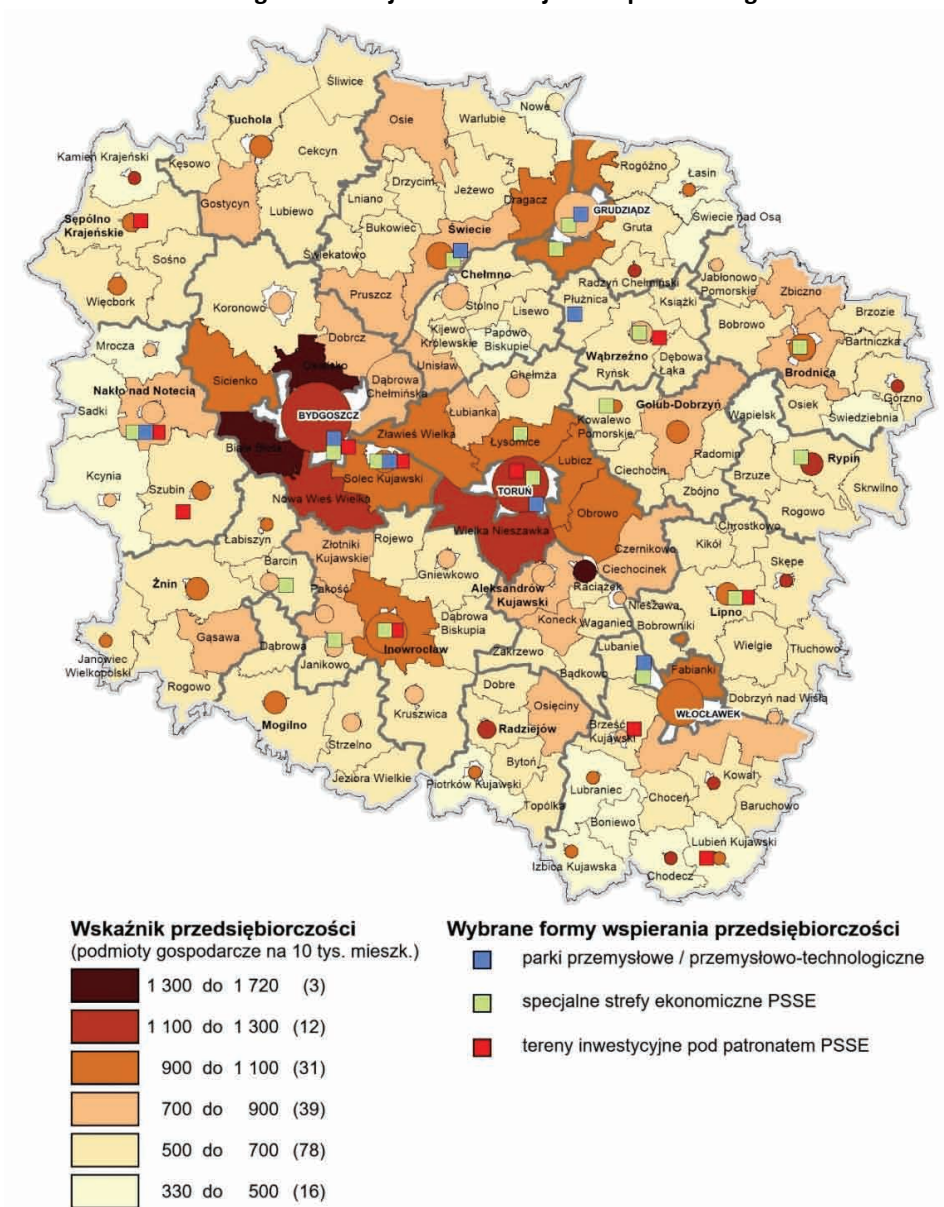 Śliwice
Nowe
Tuchola
Osie
Warlubie
Kamień Krajeński
Kęsowo
Cekcyn
Rogóźno
Łasin
Drzycim
Gostycyn
Lniano
Jeżewo
Dragacz
GRUDZIĄDZ
Sępólno
Krajeńskie
Lubiewo
Bukowiec
Świecie
Gruta
Świecie nad Osą
Sośno
Świekatowo
Chełmno
Radzyń Chełmiński
Jabłonowo
Pomorskie
Więcbork
Pruszcz
Stolno
Płużnica
Książki
Zbiczno
Koronowo
Lisewo
Bobrowo
Brzozie
Mrocza
Dobrcz
Kijewo
Królewskie
Papowo
Biskupie
Wąbrzeźno
Dębowa
Łąka
Bartniczka
Unisław
Ryńsk
Brodnica
Sicienko
Dąbrowa
Chełmińska
Chełmża
Nakło nad Notecią
Górzno
Sadki
BYDGOSZCZ
Łubianka
Kowalewo
Pomorskie
Golub-Dobrzyń
Wąpielsk
Osiek
Świedziebnia
Zławieś Wielka
Łysomice
Białe Błota
Radomin
Rypin
Kcynia
Solec Kujawski
Lubicz
Ciechocin
Brzuze
Skrwilno
Szubin
TORUŃ
Zbójno
Rogowo
Nowa Wieś Wielka
Obrowo
Chrostkowo
Łabiszyn
Złotniki
Kujawskie
Rojewo
Wielka Nieszawka
Czernikowo
Kikół
Skępe
Barcin
Gniewkowo
Ciechocinek
Żnin
Aleksandrów
Kujawski
Raciążek
Pakość
Nieszawa
Lipno
Koneck
Waganiec
Bobrowniki
Gąsawa
Dąbrowa
Inowrocław
Dąbrowa
Biskupia
Wielgie
Janowiec
Wielkopolski
Janikowo
Zakrzewo
Lubanie
Tłuchowo
Rogowo
Bądkowo
Fabianki
Dobre
Dobrzyń nad Wisłą
Mogilno
Kruszwica
Osięciny
WŁOCŁAWEK
Strzelno
Radziejów
Brześć
Kujawski
Bytoń
Kowal
Jeziora Wielkie
Piotrków Kujawski
Lubraniec
Choceń
Topólka
Baruchowo
Boniewo
Lubień Kujawski
Izbica Kujawska
Chodecz
Wskaźnik przedsiębiorczości
(podmioty gospodarcze na 10 tys. mieszk.)
1 300 do 1 720 (3)
1 100 do 1 300 (12)
900 do 1 100 (31)
700 do 900 (39)
500 do 700 (78)
330 do 500 (16)
Wybrane formy wspierania przedsiębiorczości
parki przemysłowe / przemysłowo-technologiczne
specjalne strefy ekonomiczne PSSE
tereny inwestycyjne pod patronatem PSSE